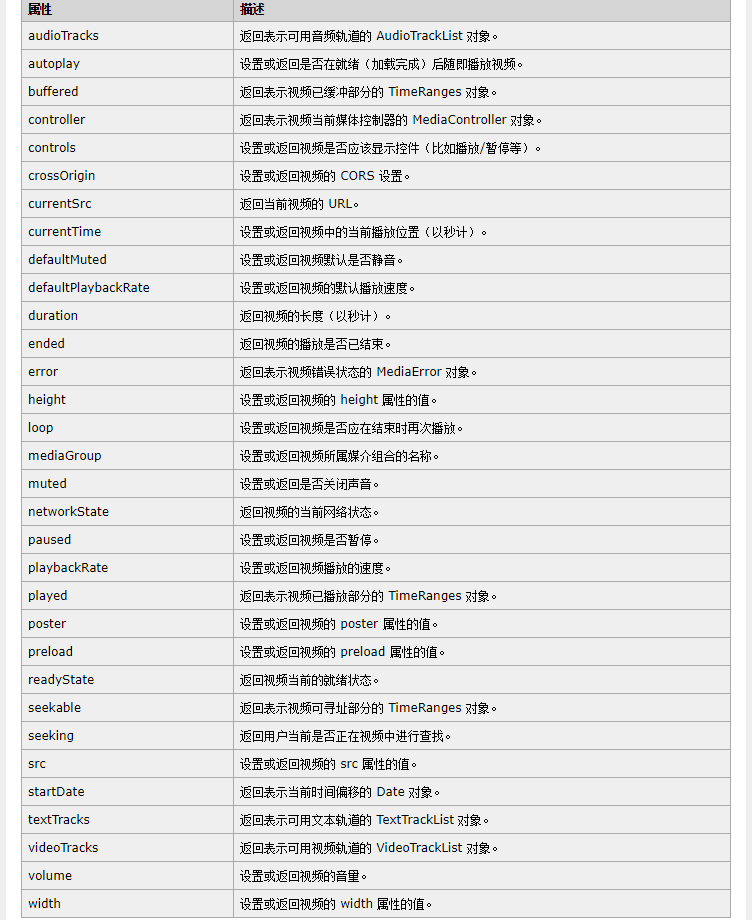 属性 描述
audioTracks 返回表示可用音频轨道的 AudioTrackList 对象。
autoplay 设置或返回是否在就绪（加载完成）后随即播放视频。
buffered 返回表示视频已缓冲部分的 TimeRanges 对象。
controller 返回表示视频当前媒体控制器的 MediaController 对象。
controls 设置或返回视频是否应该显示控件（比如播放/暂停等）。
crossOrigin 设置或返回视频的 CORS 设置。
currentSrc 返回当前视频的 URL。
currentTime 设置或返回视频中的当前播放位置（以秒计）。
defaultMuted 设置或返回视频默认是否静音。
defaultPlaybackRate 设置或返回视频的默认播放速度。
duration 返回视频的长度（以秒计）。
ended 返回视频的播放是否已结束。
error 返回表示视频错误状态的 MediaError 对象。
height 设置或返回视频的 height 属性的值。
loop 设置或返回视频是否应在结束时再次播放。
mediaGroup 设置或返回视频所属媒介组合的名称。
muted 设置或返回是否关闭声音。
networkState 返回视频的当前网络状态。
paused 设置或返回视频是否暂停。
playbackRate 设置或返回视频播放的速度。
played 返回表示视频已播放部分的 TimeRanges 对象。
poster 设置或返回视频的 poster 属性的值。
preload 设置或返回视频的 preload 属性的值。
readyState 返回视频当前的就绪状态。
seekable 返回表示视频可寻址部分的 TimeRanges 对象。
seeking 返回用户当前是否正在视频中进行查找。
src 设置或返回视频的 src 属性的值。
startDate 返回表示当前时间偏移的 Date 对象。
textTracks 返回表示可用文本轨道的 TextTrackList 对象。
videoTracks 返回表示可用视频轨道的 VideoTrackList 对象。
volume 设置或返回视频的音量。
width 设置或返回视频的 width 属性的值。